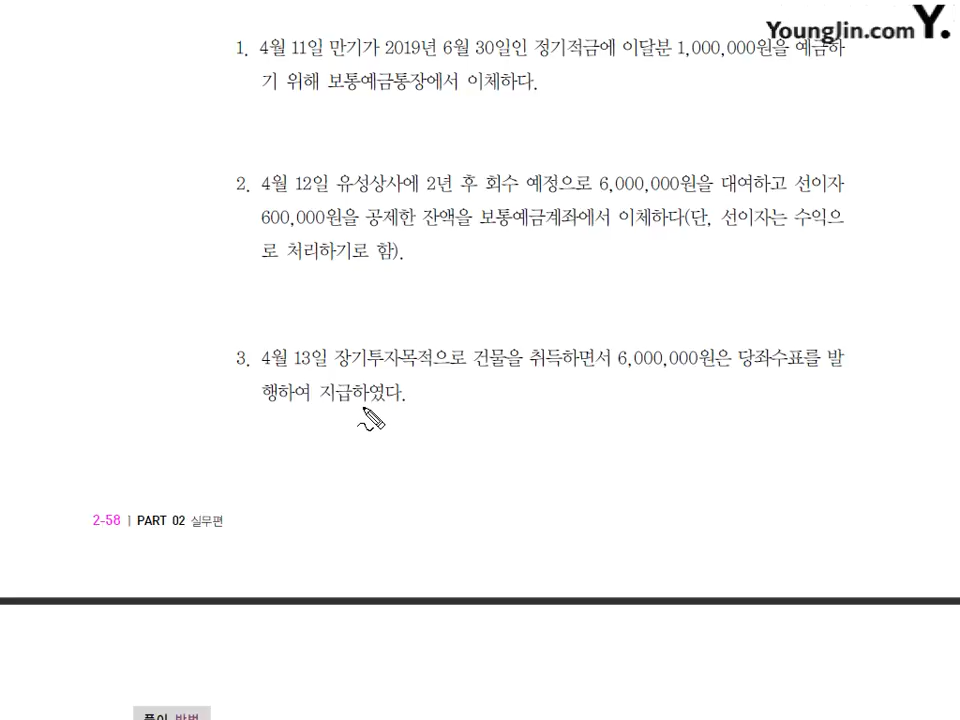 YoungJin.com Y.
1. 4월 11일 만기가 2019년 6월 30일인 정기적금에 이달분 1,000,000원을 예금하
기 위해 보통예금통장에서 이체하다.
2. 4월 12일 유성상사에 2년 후 회수 예정으로 6,000,000원을 대여하고 선이자
600,000원을 공제한 잔액을 보통예금계좌에서 이체하다(단, 선이자는 수익으
로 처리하기로 함).
3. 4월 13일 장기투자목적으로 건물을 취득하면서 6,000,000원은 당좌수표를 발
행하여 지급하였다.
2-58 | PART 02 실무편
풀이 방법